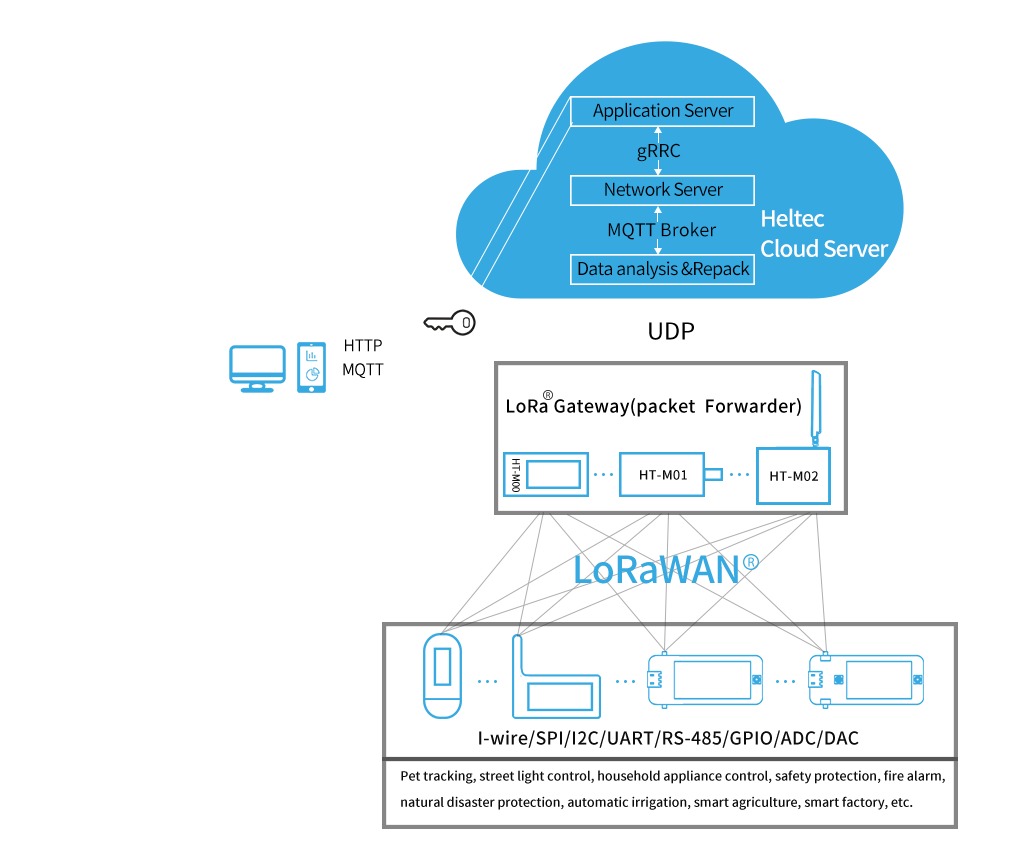 Application Server
gRRC
Network Server
MQTT Broker
Data analysis &Repack
Heltec
Cloud Server
UDP
HTTP
MQTT
LoRa® Gateway(packet Forwarder)
HT-M00
HT-M01
HT-M02
LoRaWAN®
I-wire/SPI/I2C/UART/RS-485/GPIO/ADC/DAC
Pet tracking, street light control, household appliance control, safety protection, fire alarm,
natural disaster protection, automatic irrigation, smart agriculture, smart factory, etc.